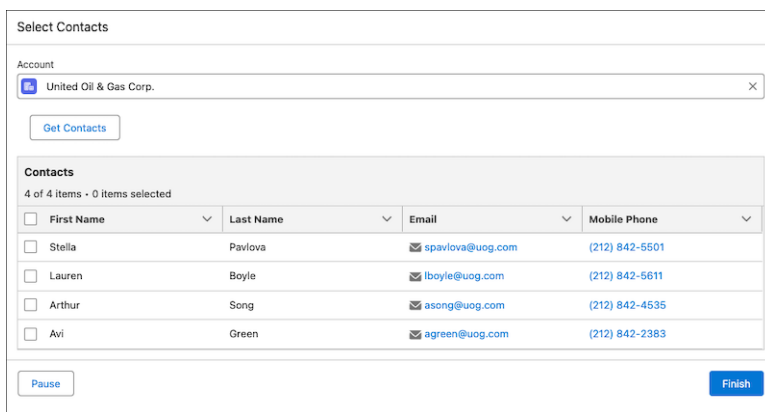 Select Contacts
Account
United Oil & Gas Corp.
Get Contacts
Contacts
4 of 4 items • 0 items selected
First Name Last Name Email Mobile Phone
Stella Pavlova spavlova@uog.com (212) 842-5501
Lauren Boyle lboyle@uog.com (212) 842-5611
Arthur Song asong@uog.com (212) 842-4535
Avi Green agreen@uog.com (212) 842-2383
Pause Finish